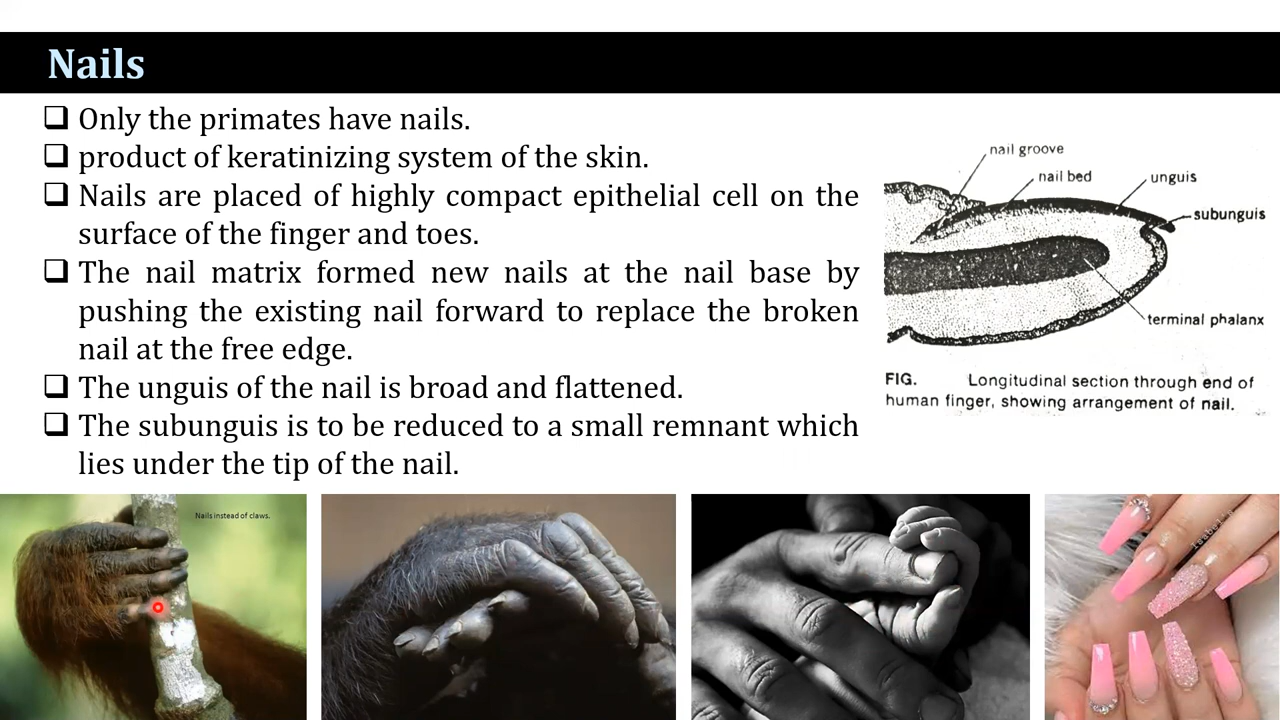 Nails
❑ Only the primates have nails.
❑ product of keratinizing system of the skin.
❑ Nails are placed of highly compact epithelial cell on the
surface of the finger and toes.
❑ The nail matrix formed new nails at the nail base by
pushing the existing nail forward to replace the broken
nail at the free edge.
❑ The unguis of the nail is broad and flattened.
❑ The subunguis is to be reduced to a small remnant which
lies under the tip of the nail.
nail groove
nail bed
unguis
subunguis
terminal phalanx
FIG. Longitudinal section through end of
human finger, showing arrangement of nail.
Nails instead of claws.